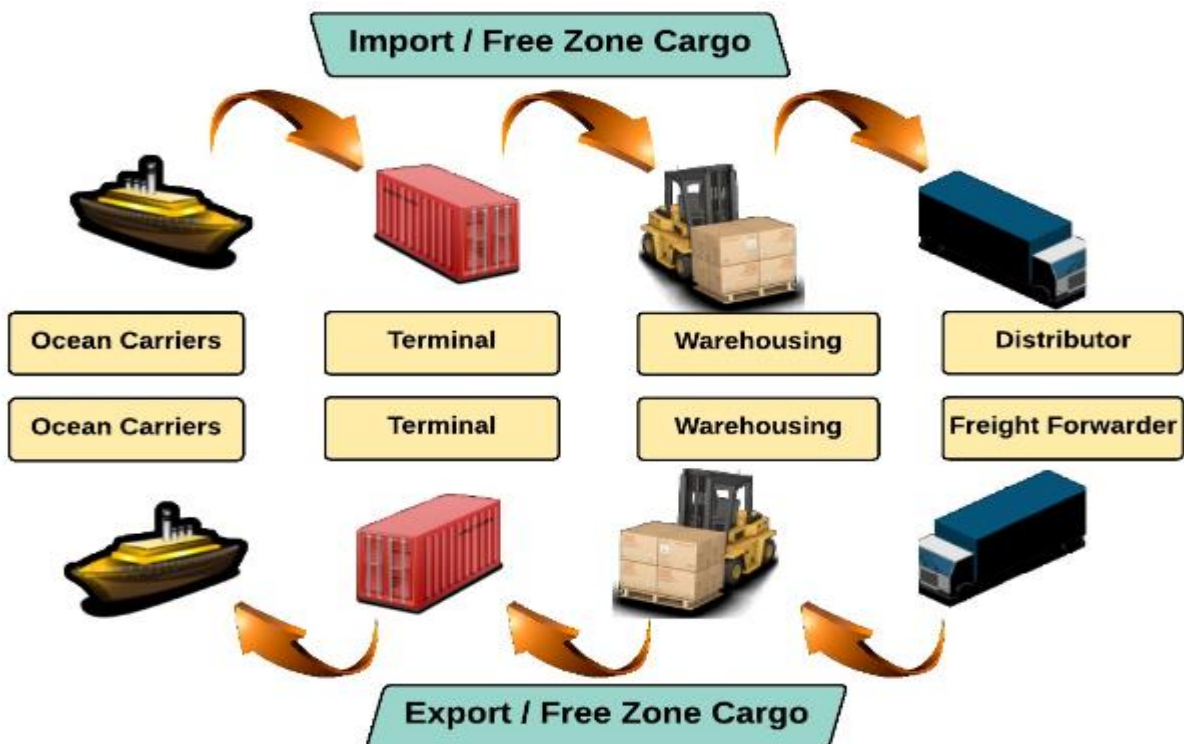 Import / Free Zone Cargo
Ocean Carriers
Terminal
Warehousing
Distributor
Ocean Carriers
Terminal
Warehousing
Freight Forwarder
Export / Free Zone Cargo